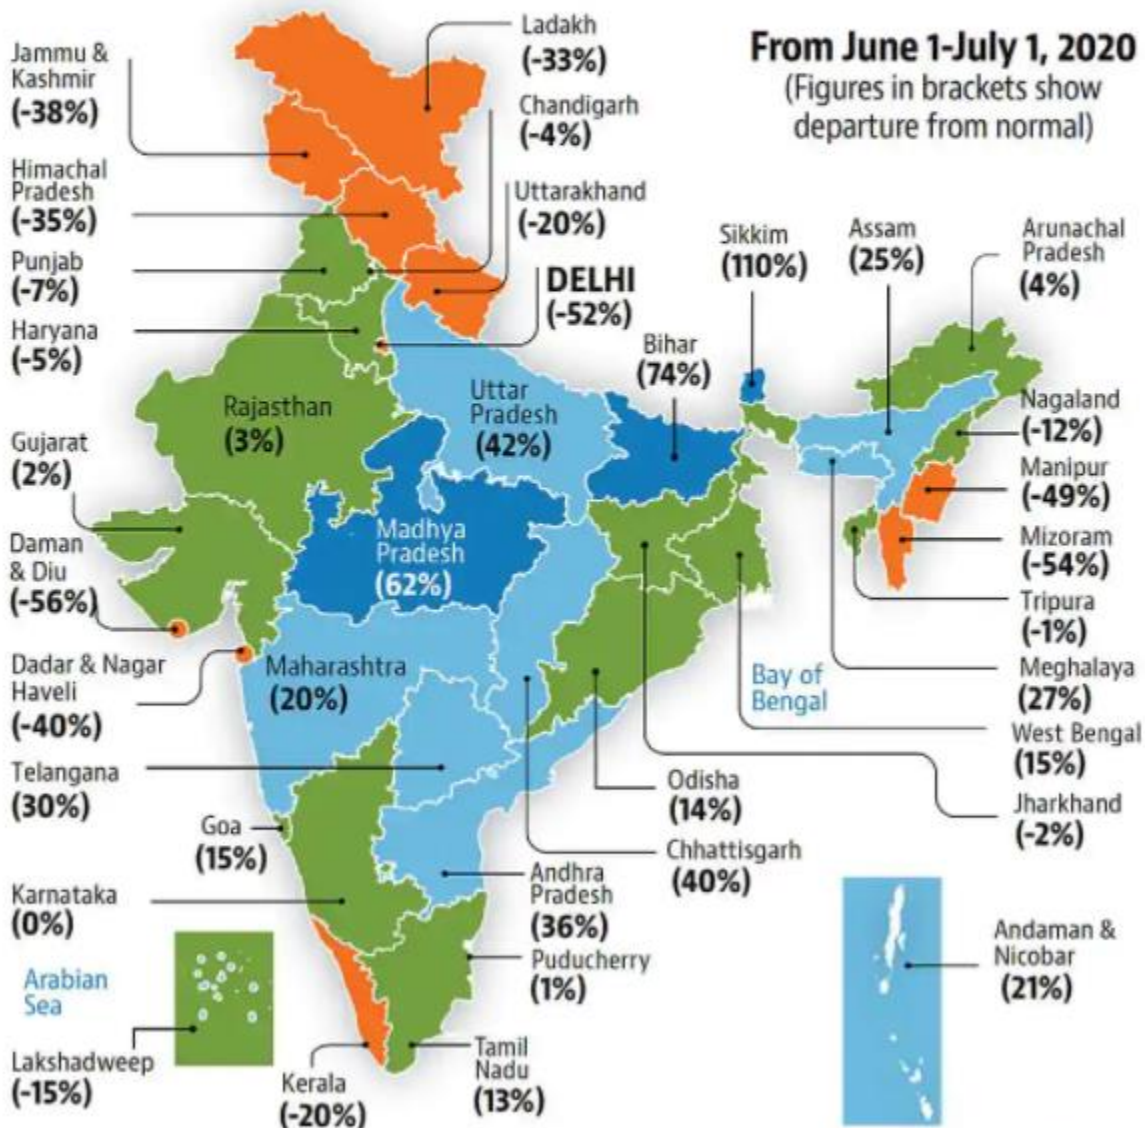 From June 1-July 1, 2020
(Figures in brackets show
departure from normal)
Jammu &
Kashmir
(-38%)
Himachal
Pradesh
(-35%)
Punjab
(-7%)
Haryana
(-5%)
Gujarat
(2%)
Daman
& Diu
(-56%)
Dadar & Nagar
Haveli
(-40%)
Telangana
(30%)
Goa
(15%)
Karnataka
(0%)
Arabian
Sea
Lakshadweep
(-15%)
Ladakh
(-33%)
Chandigarh
(-4%)
Uttarakhand
(-20%)
DELHI
(-52%)
Rajasthan
(3%)
Uttar
Pradesh
(42%)
Bihar
(74%)
Madhya
Pradesh
(62%)
Maharashtra
(20%)
Sikkim
(110%)
Assam
(25%)
Arunachal
Pradesh
(4%)
Nagaland
(-12%)
Manipur
(-49%)
Mizoram
(-54%)
Tripura
(-1%)
Meghalaya
(27%)
West Bengal
(15%)
Jharkhand
(-2%)
Bay of
Bengal
Odisha
(14%)
Chhattisgarh
(40%)
Andhra
Pradesh
(36%)
Puducherry
(1%)
Tamil
Nadu
(13%)
Kerala
(-20%)
Andaman &
Nicobar
(21%)